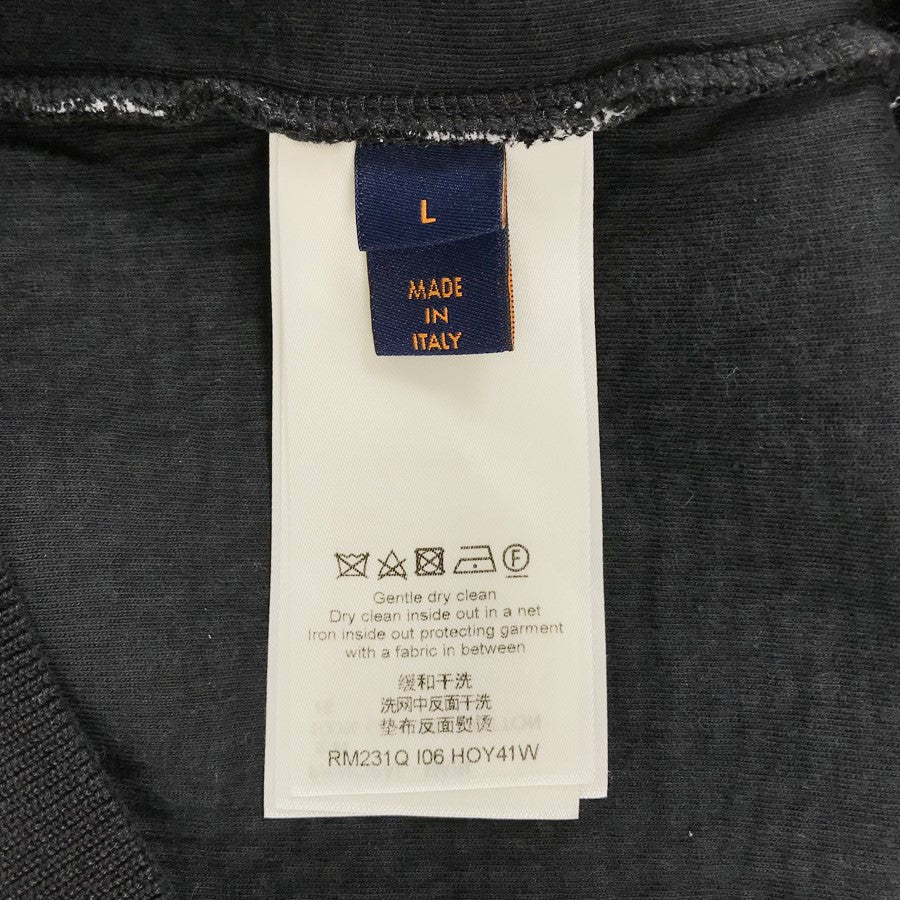 L
MADE
IN
ITALY
F
Gentle dry clean
Dry clean inside out in a net
Iron inside out protecting garment
with a fabric in between
缓和干洗
洗网中反面干洗
垫布反面熨烫
RM231Q I06 HOY41W